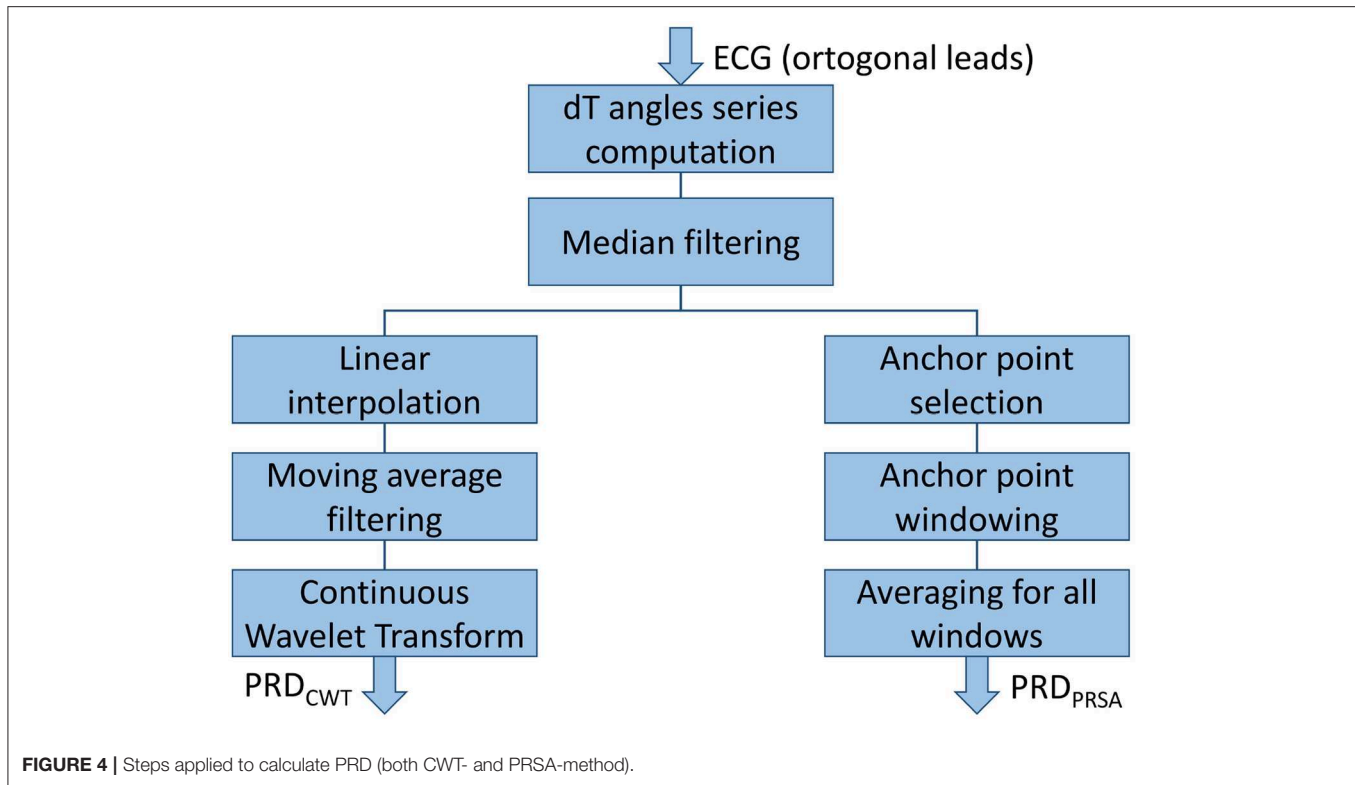 ECG (ortogonal leads)
dT angles series
computation
Median filtering
Linear
interpolation
Moving average
filtering
Continuous
Wavelet Transform
PRDCWT
Anchor point
selection
Anchor point
windowing
Averaging for all
windows
PRDPRSA
FIGURE 4 | Steps applied to calculate PRD (both CWT- and PRSA-method).